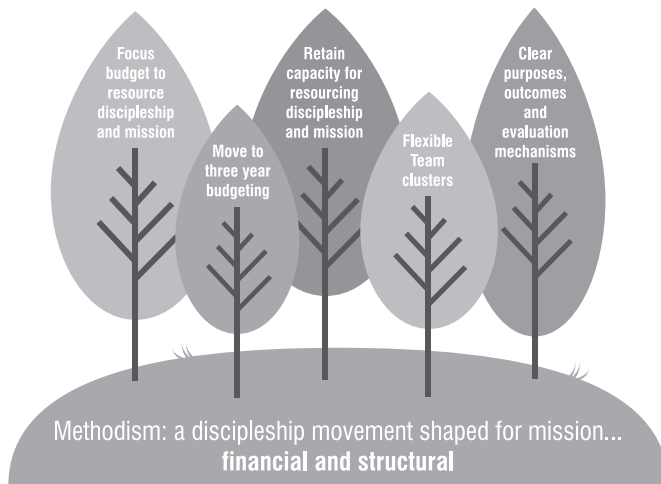 Focus
budget to
resource
discipleship
and mission
Move to
three year
budgeting
Retain
capacity for
resourcing
discipleship
and mission
Flexible
Team
clusters
Clear
purposes,
outcomes
and
evaluation
mechanisms
Methodism: a discipleship movement shaped for mission...
financial and structural